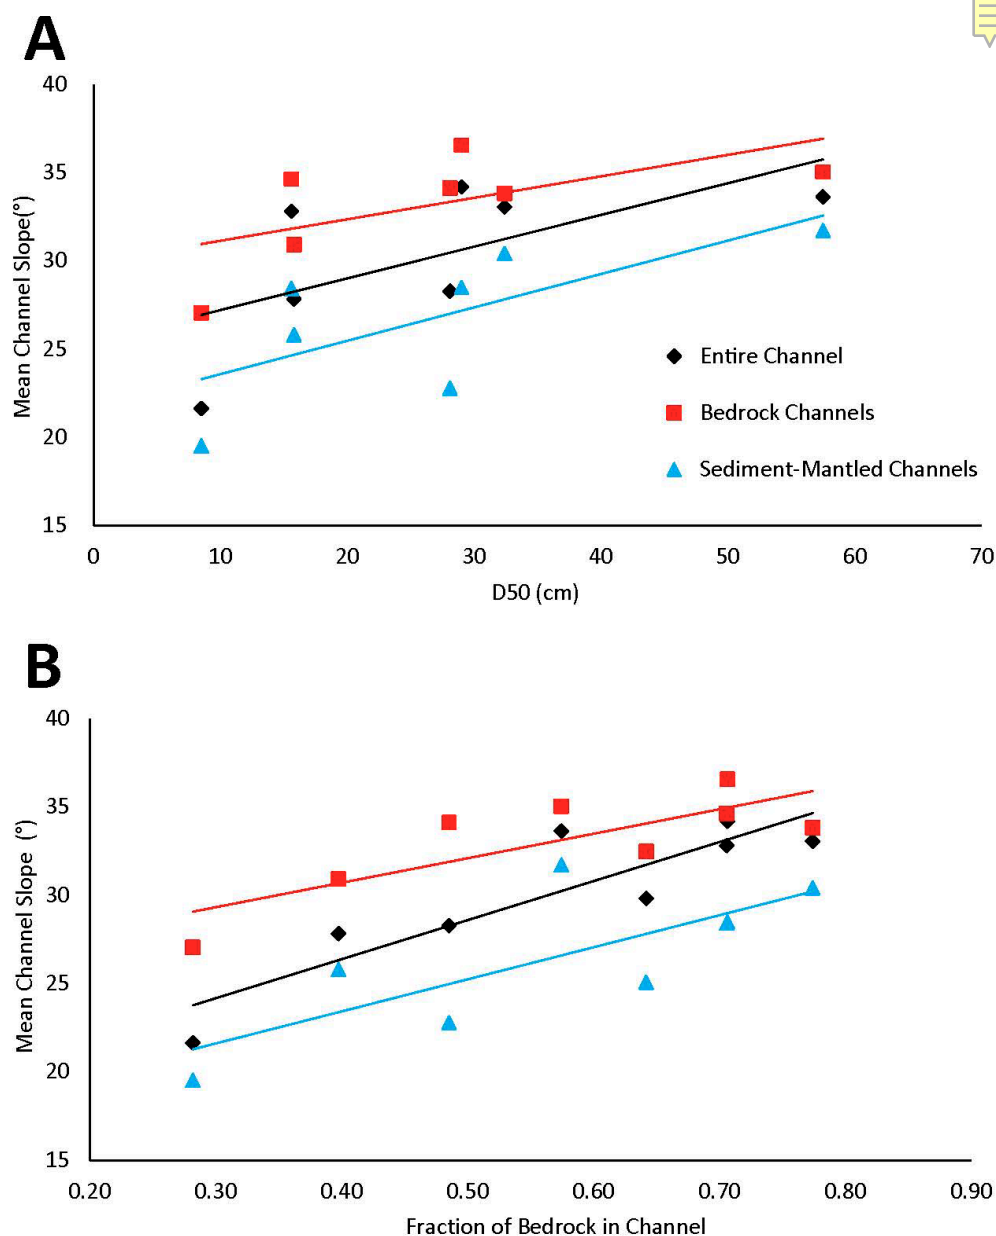 A
40
35
30
25
20
15
Mean Channel Slope(°)
Entire Channel
Bedrock Channels
Sediment-Mantled Channels
0 10 20 30 40 50 60 70
D50 (cm)
B
40
35
30
25
20
15
Mean Channel Slope (°)
0.20 0.30 0.40 0.50 0.60 0.70 0.80 0.90
Fraction of Bedrock in Channel